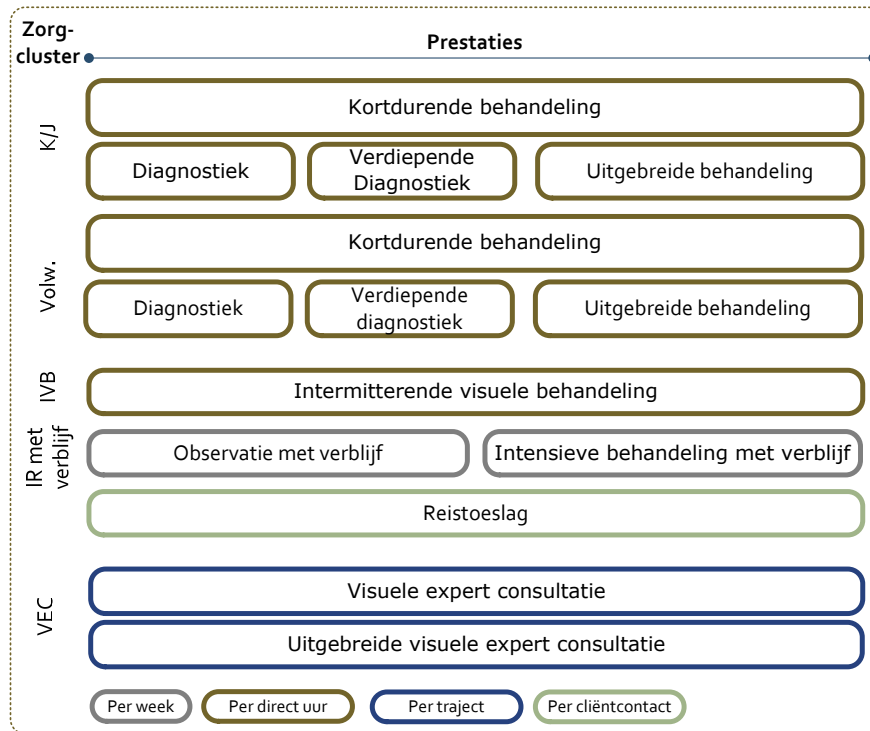 Zorg-
cluster
Prestaties
K/J
Kortdurende behandeling
Diagnostiek
Verdiepende
Diagnostiek
Uitgebreide behandeling
Volw.
Kortdurende behandeling
Diagnostiek
Verdiepende
diagnostiek
Uitgebreide behandeling
IVB
Intermitterende visuele behandeling
IR met
verblijf
Observatie met verblijf
Intensieve behandeling met verblijf
Reistoeslag
VEC
Visuele expert consultatie
Uitgebreide visuele expert consultatie
Per week
Per direct uur
Per traject
Per cliëntcontact